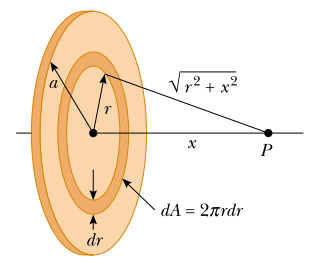 √r² + x²
a
r
x
P
dA = 2πrdr
dr